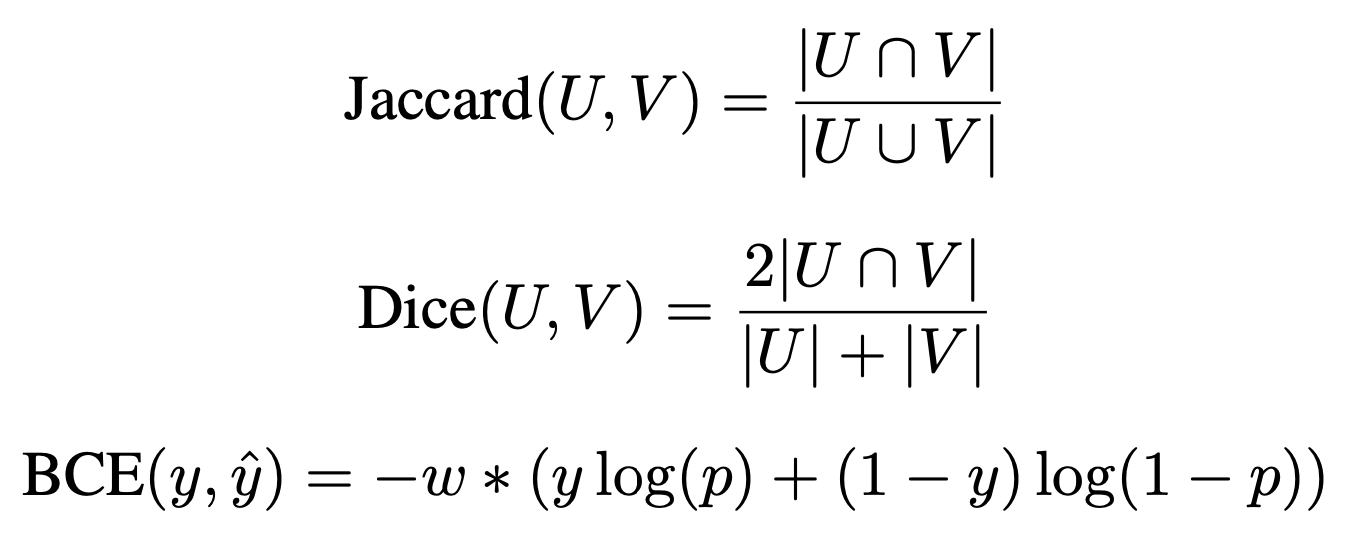 Jaccard(U, V) = |U ∩ V| / |U ∪ V|
Dice(U, V) = 2|U ∩ V| / |U| + |V|
BCE(y, ŷ) = −w ∗ (y log(p) + (1 − y) log(1 − p))